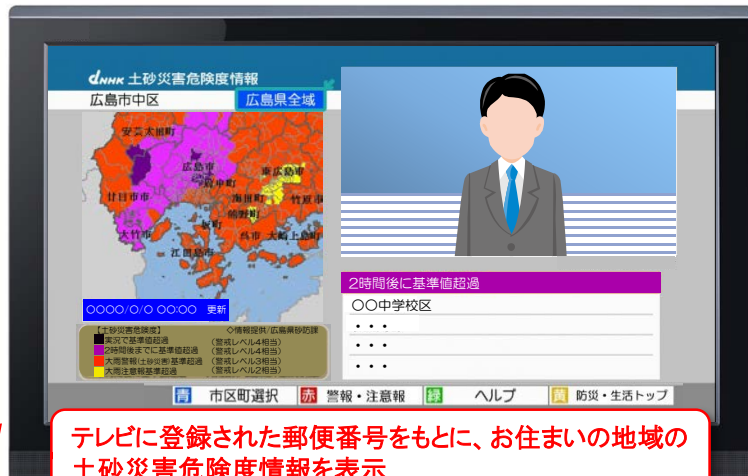 dNHK 土砂災害危険度情報
広島市中区
広島県全域
安芸太田町
広島市
府中町
東広島市
廿日市市
海田町
竹原市
熊野町
坂町
大竹市
呉市
大崎上島町
江田島市
0000/0/0 00:00 更新
【土砂災害危険度】
◇情報提供/広島県砂防課
実況で基準値超過 (警戒レベル4相当)
2時間後までに基準値超過 (警戒レベル4相当)
大雨警報(土砂災害)基準超過 (警戒レベル3相当)
大雨注意報基準超過 (警戒レベル2相当)
2時間後に基準値超過
〇〇中学校区
・・・
・・・
・・・
青 市区町選択 赤 警報・注意報 緑 ヘルプ 黄 防災・生活トップ
テレビに登録された郵便番号をもとに、お住まいの地域の
土砂災害危険度情報を表示